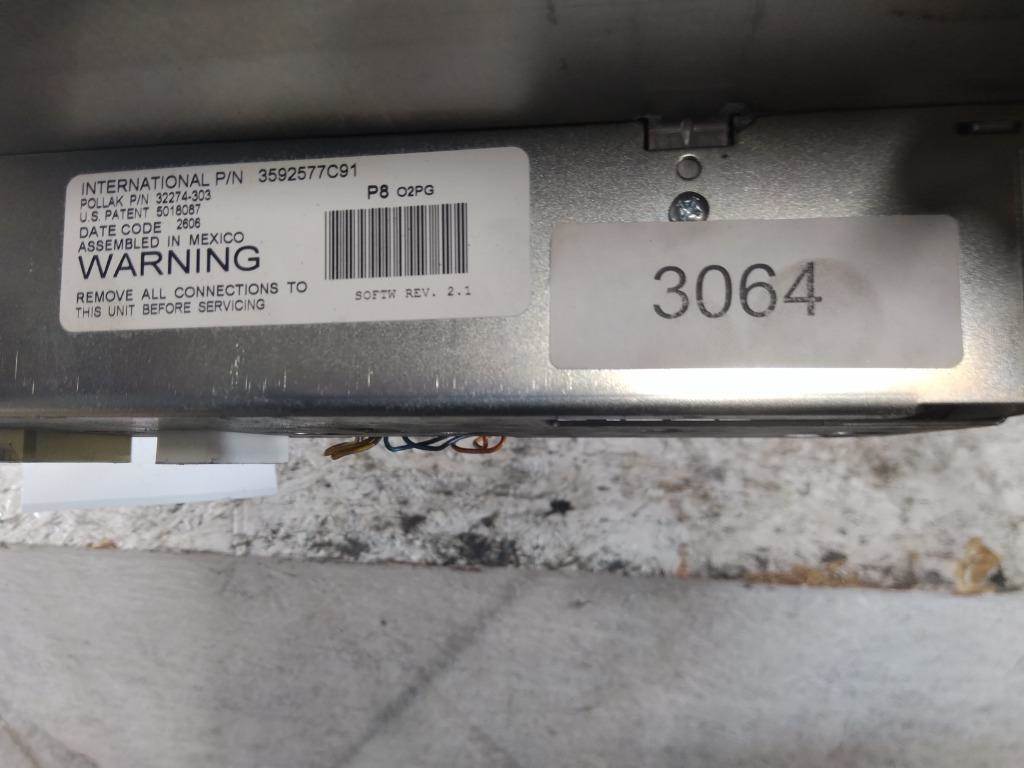 INTERNATIONAL P/N 3592577C91
POLLAK P/N 32274-303
U.S. PATENT 5018087
DATE CODE 2606
ASSEMBLED IN MEXICO
WARNING
REMOVE ALL CONNECTIONS TO
THIS UNIT BEFORE SERVICING
P8 O2PG
SOFTW REV. 2.1
3064